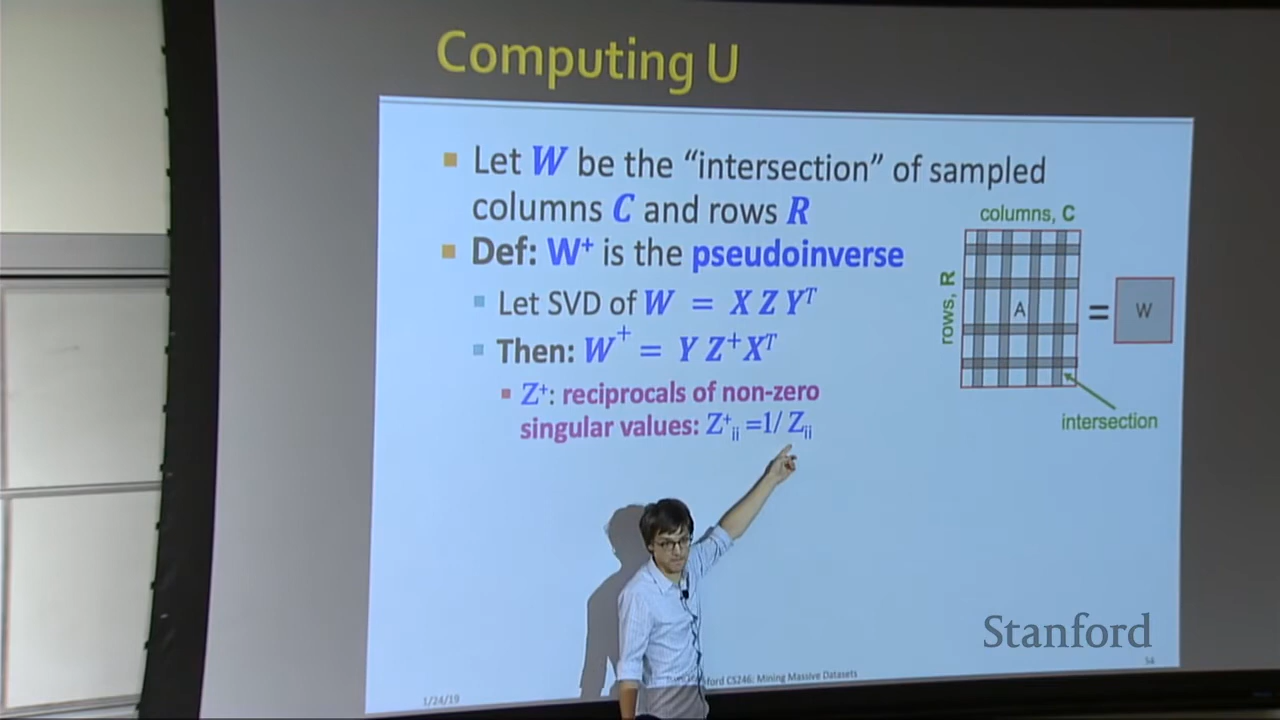 Computing U
Let W be the “intersection” of sampled
columns C and rows R
Def: W⁺ is the pseudoinverse
Let SVD of W = X Z Yᵀ
Then: W⁺ = Y Z⁺ Xᵀ
Z⁺: reciprocals of non-zero
singular values: Z⁺ᵢᵢ =1/ Zᵢᵢ
columns, C
rows, R
A
=
W
intersection
Stanford
1/24/19
CS246: Mining Massive Datasets